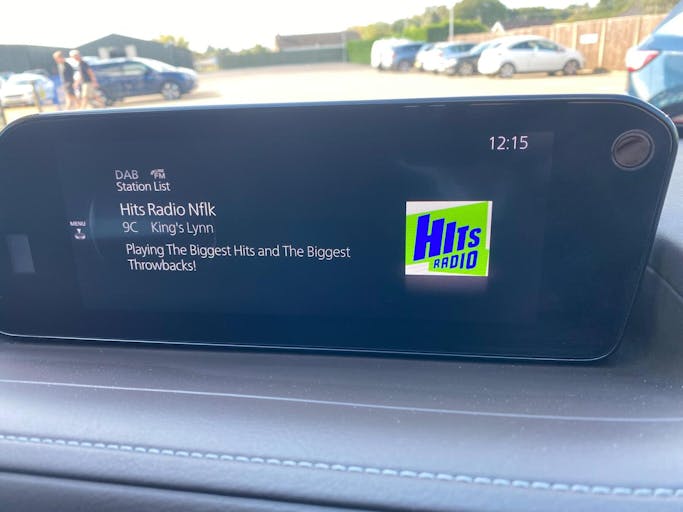 12:15
DAB
FM
Station List
Hits Radio Nflk
MENU
9C King's Lynn
Playing The Biggest Hits and The Biggest
Throwbacks!
HITS
RADIO